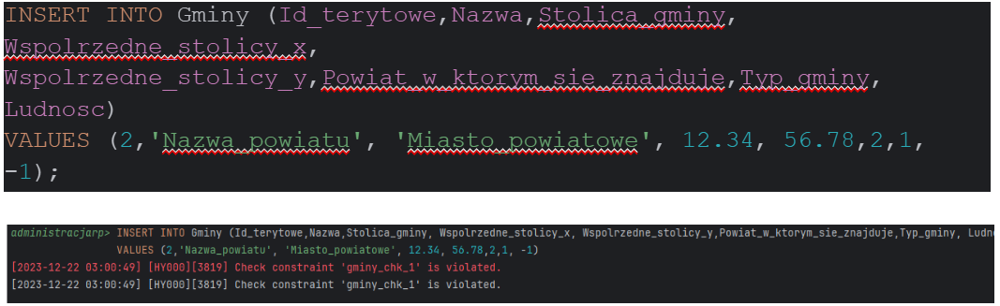 INSERT INTO Gminy (Id_terytowe,Nazwa,Stolica_gminy,
Wspolrzedne_stolicy_x,
Wspolrzedne_stolicy_y,Powiat_w_ktorym_sie_znajduje,Typ_gminy,
Ludnosc)
VALUES (2,'Nazwa_powiatu', 'Miasto_powiatowe', 12.34, 56.78,2,1,
-1);
administracjarp> INSERT INTO Gminy (Id_terytowe,Nazwa,Stolica_gminy, Wspolrzedne_stolicy_x, Wspolrzedne_stolicy_y,Powiat_w_ktorym_sie_znajduje,Typ_gminy, Ludno
VALUES (2,'Nazwa_powiatu', 'Miasto_powiatowe', 12.34, 56.78,2,1, -1)
[2023-12-22 03:00:49] [HY000][3819] Check constraint 'gminy_chk_1' is violated.
[2023-12-22 03:00:49] [HY000][3819] Check constraint 'gminy_chk_1' is violated.